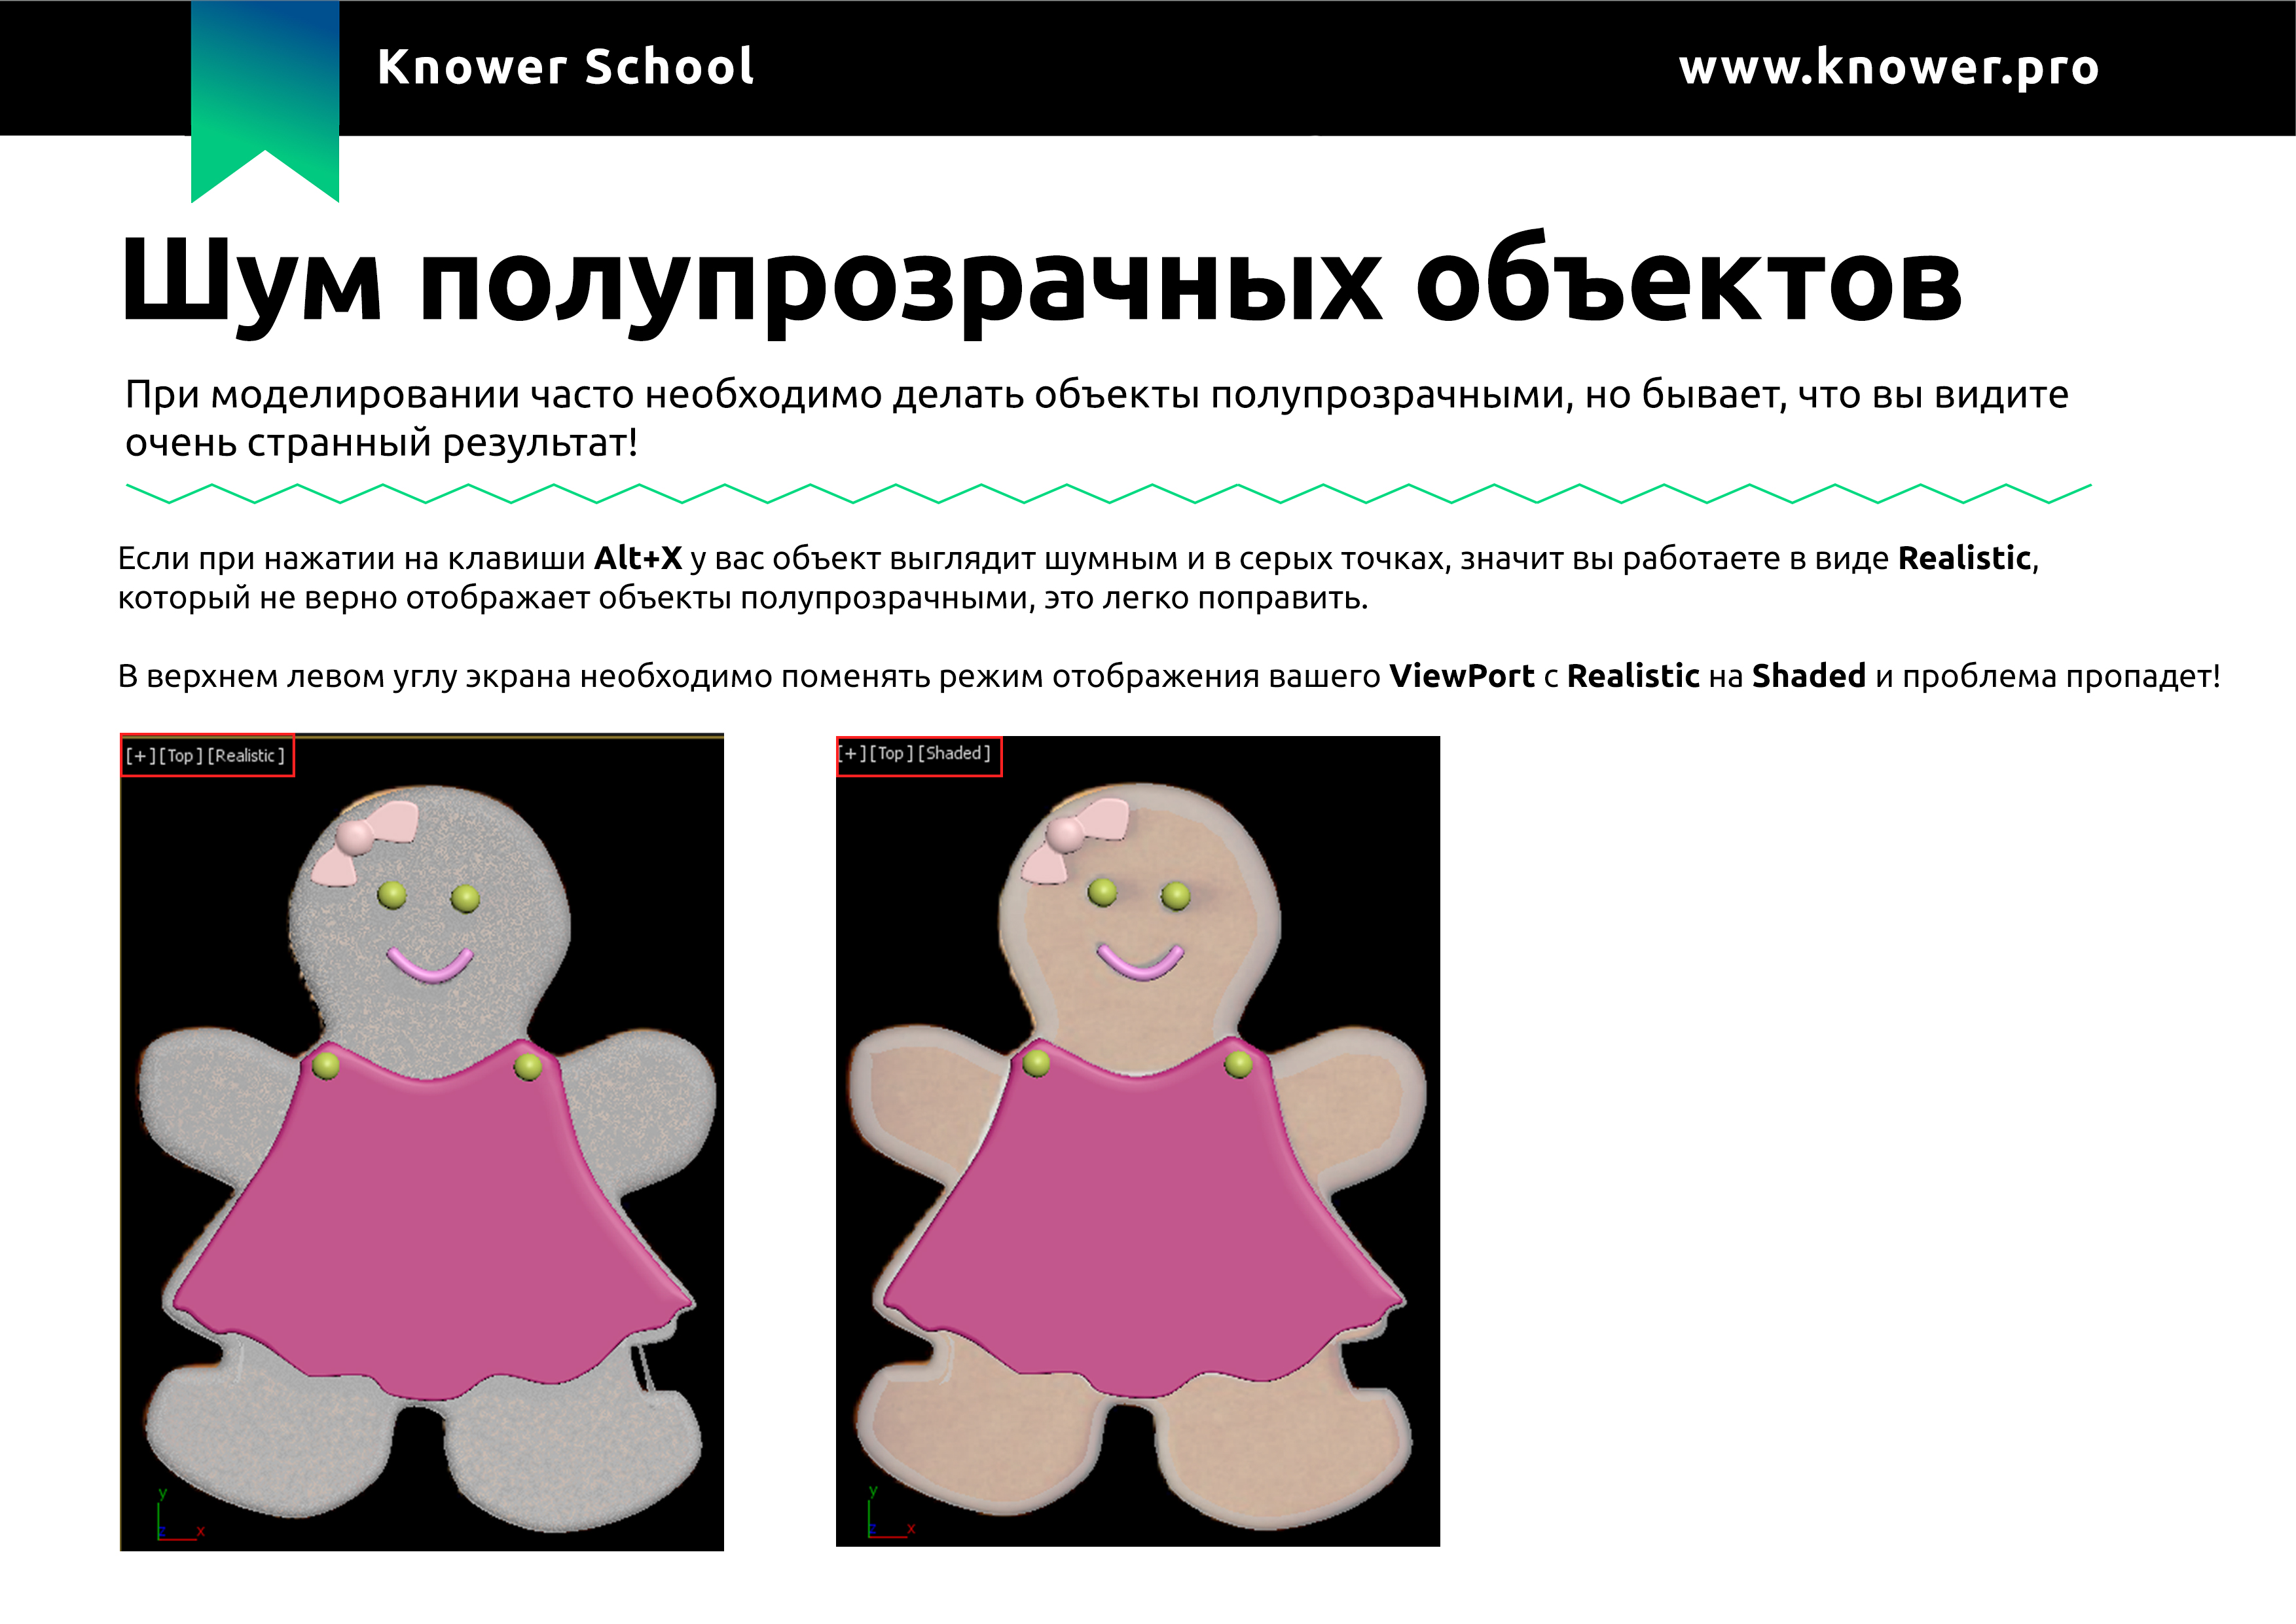 Knower School
www.knower.pro
Шум полупрозрачных объектов
При моделировании часто необходимо делать объекты полупрозрачными, но бывает, что вы видите
очень странный результат!
Если при нажатии на клавиши Alt+X у вас объект выглядит шумным и в серых точках, значит вы работаете в виде Realistic,
который не верно отображает объекты полупрозрачными, это легко поправить.
В верхнем левом углу экрана необходимо поменять режим отображения вашего ViewPort с Realistic на Shaded и проблема пропадет!
[+][Top][Realistic]
[+][Top][Shaded]
y
z x
y
z x